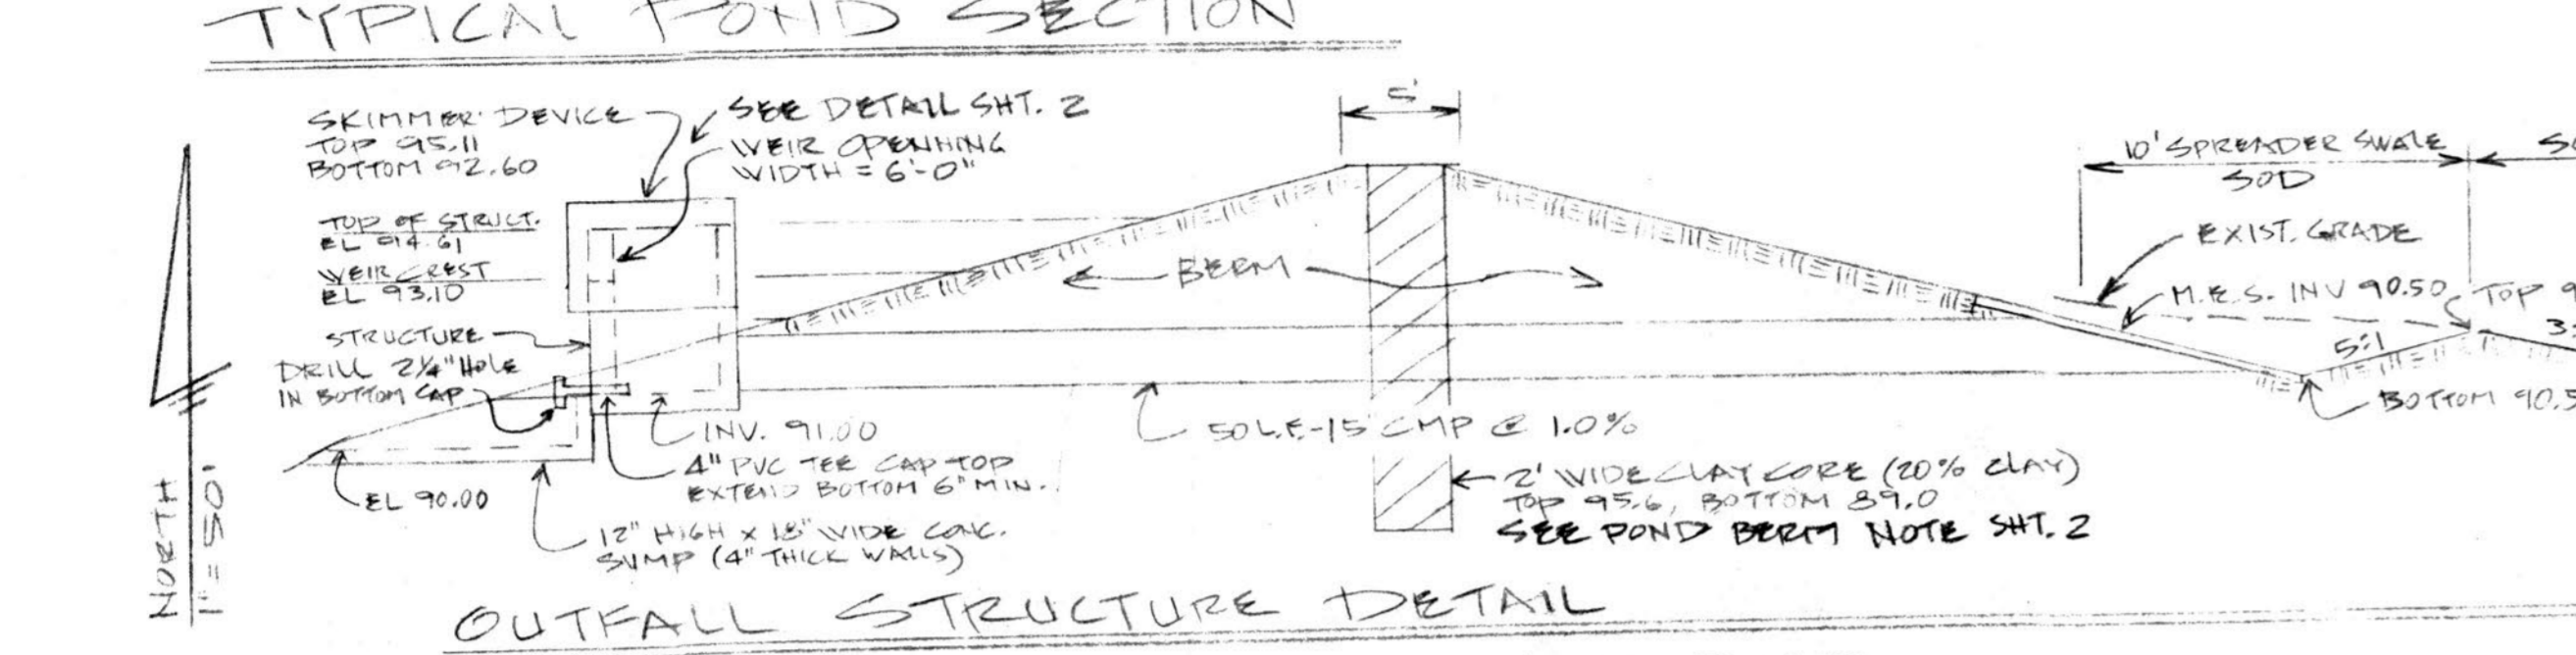 TYPICAL POND SECTION
SKIMMER DEVICE
TOP 95.11
BOTTOM 92.60
SEE DETAIL SHT. 2
WEIR OPENHING
WIDTH = 6'-0"
5'
10' SPREADER SWALE
SOD
TOP OF STRUCT.
EL 94.61
WEIR CREST
EL 93.10
EXIST. GRADE
BERM
M.E.S. INV 90.50
TOP 9
STRUCTURE
DRILL 2¼" HOLE
IN BOTTOM CAP
5:1
3:
BOTTOM 90.5
INV. 91.00
50 L.F.-15 CMP @ 1.0%
4" PVC TEE CAP TOP
EXTEND BOTTOM 6" MIN.
EL 90.00
2' WIDE CLAY CORE (20% CLAY)
TOP 95.6, BOTTOM 89.0
SEE POND BERM NOTE SHT. 2
12" HIGH x 18" WIDE CONC.
SUMP (4" THICK WALLS)
NORTH
1" = 50'
OUTFALL STRUCTURE DETAIL